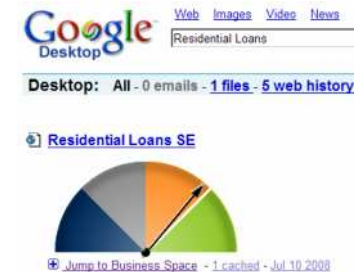 Google
Web Images Video News
Desktop
Residential Loans
Desktop: All - 0 emails - 1 files - 5 web history
Residential Loans SE
Jump to Business Space - 1 cached - Jul 10 2008